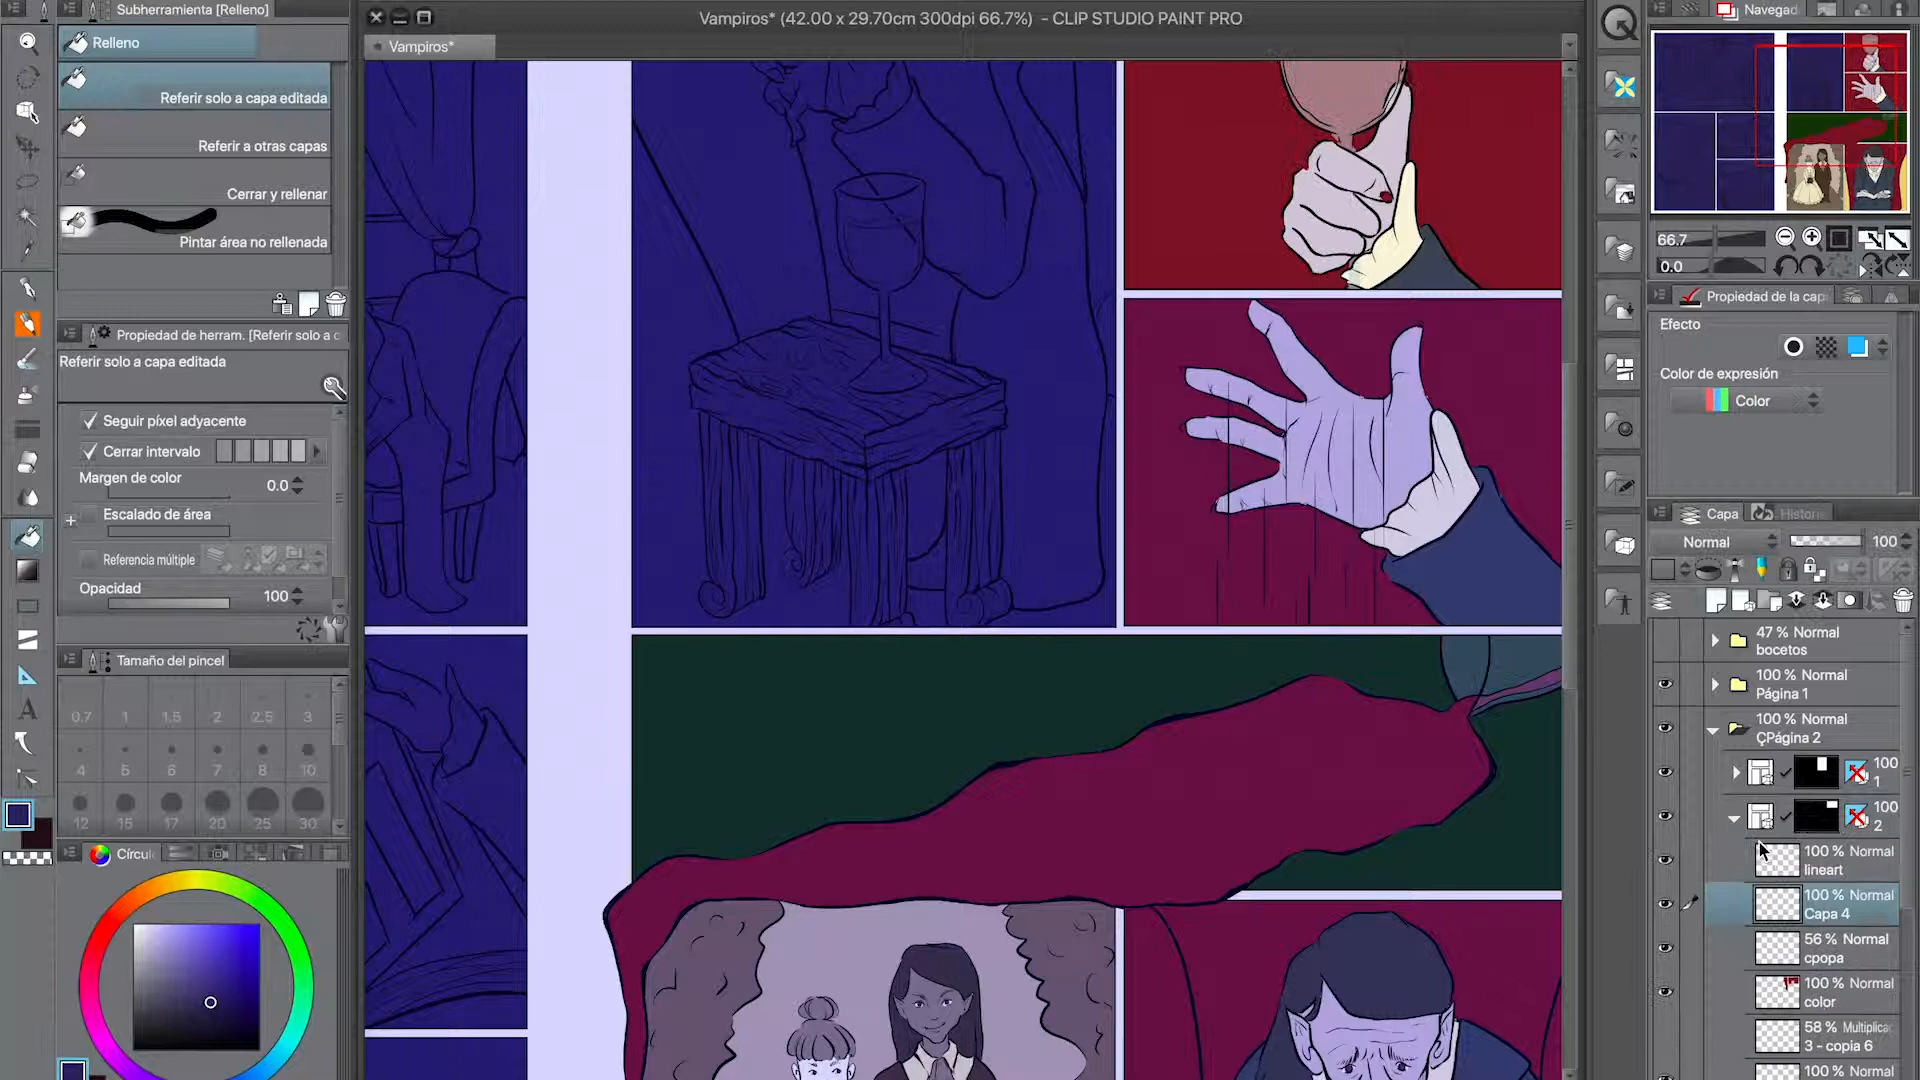 Subherramienta [Relleno]
Relleno
Referir solo a capa editada
Referir a otras capas
Cerrar y rellenar
Pintar área no rellenada
Propiedad de herram. [Referir solo a c
Referir solo a capa editada
Seguir píxel adyacente
Cerrar intervalo
Margen de color 0.0
Escalado de área
Referencia múltiple
Opacidad 100
Tamaño del pincel
0.7 1 1.5 2 2.5 3
4 5 6 7 8 10
12 15 17 20 25 30
Círculo
Vampiros* (42.00 x 29.70cm 300dpi 66.7%) - CLIP STUDIO PAINT PRO
Vampiros*
Navegad
66.7
0.0
Propiedad de la cap
Efecto
Color de expresión
Color
Capa Histori
Normal 100
47 % Normal
bocetos
100 % Normal
Página 1
100 % Normal
ÇPágina 2
100
1
100
2
100 % Normal
lineart
100 % Normal
Capa 4
56 % Normal
cpopa
100 % Normal
color
58 % Multiplica
3 - copia 6
100 % Normal